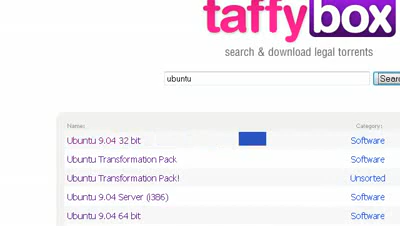 taffybox
search & download legal torrents
ubuntu
Searc
Name: Category:
Ubuntu 9.04 32 bit Software
Ubuntu Transformation Pack Software
Ubuntu Transformation Pack! Unsorted
Ubuntu 9.04 Server (i386) Software
Ubuntu 9.04 64 bit Software